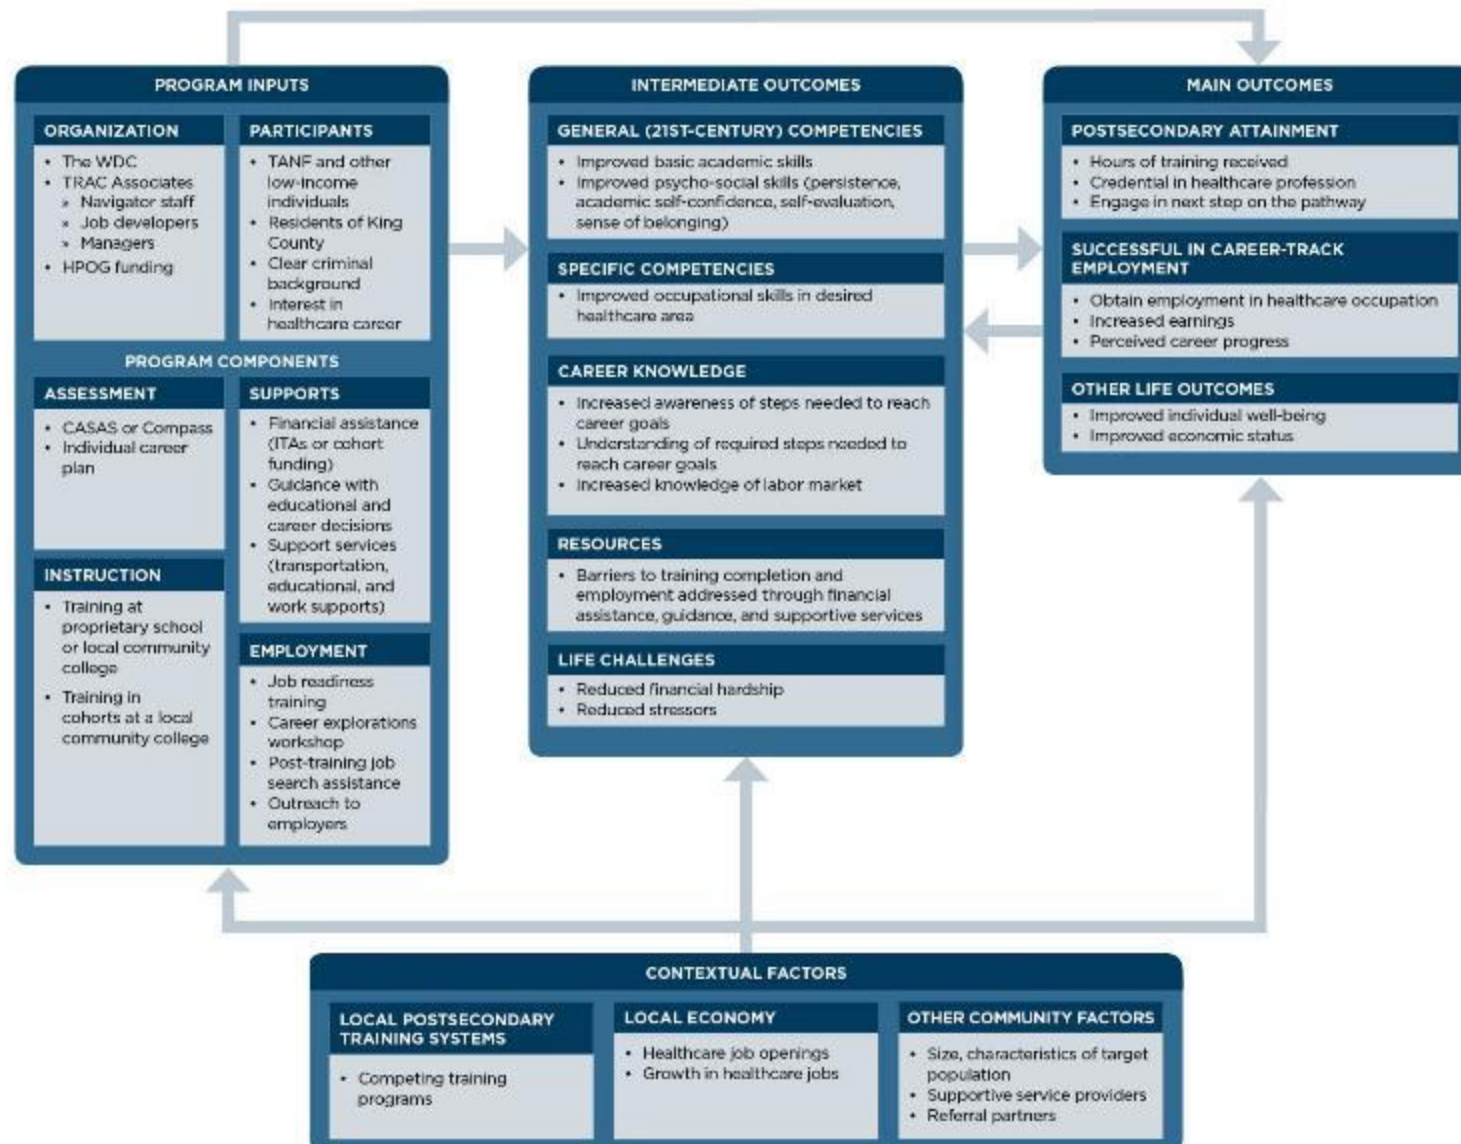 PROGRAM INPUTS
ORGANIZATION
• The WDC
• TRAC Associates
» Navigator staff
» Job developers
» Managers
• HPOG funding
PARTICIPANTS
• TANF and other
low-income
individuals
• Residents of King
County
• Clear criminal
background
• Interest in
healthcare career
PROGRAM COMPONENTS
ASSESSMENT
• CASAS or Compass
• Individual career
plan
SUPPORTS
• Financial assistance
(ITAs or cohort
funding)
• Guidance with
educational and
career decisions
• Support services
(transportation,
educational, and
work supports)
INSTRUCTION
• Training at
proprietary school
or local community
college
• Training in
cohorts at a local
community college
EMPLOYMENT
• Job readiness
training
• Career explorations
workshop
• Post-training job
search assistance
• Outreach to
employers
INTERMEDIATE OUTCOMES
GENERAL (21ST-CENTURY) COMPETENCIES
• Improved basic academic skills
• Improved psycho-social skills (persistence,
academic self-confidence, self-evaluation,
sense of belonging)
SPECIFIC COMPETENCIES
• Improved occupational skills in desired
healthcare area
CAREER KNOWLEDGE
• Increased awareness of steps needed to reach
career goals
• Understanding of required steps needed to
reach career goals
• Increased knowledge of labor market
RESOURCES
• Barriers to training completion and
employment addressed through financial
assistance, guidance, and supportive services
LIFE CHALLENGES
• Reduced financial hardship
• Reduced stressors
MAIN OUTCOMES
POSTSECONDARY ATTAINMENT
• Hours of training received
• Credential in healthcare profession
• Engage in next step on the pathway
SUCCESSFUL IN CAREER-TRACK
EMPLOYMENT
• Obtain employment in healthcare occupation
• Increased earnings
• Perceived career progress
OTHER LIFE OUTCOMES
• Improved individual well-being
• Improved economic status
CONTEXTUAL FACTORS
LOCAL POSTSECONDARY
TRAINING SYSTEMS
• Competing training
programs
LOCAL ECONOMY
• Healthcare job openings
• Growth in healthcare jobs
OTHER COMMUNITY FACTORS
• Size, characteristics of target
population
• Supportive service providers
• Referral partners